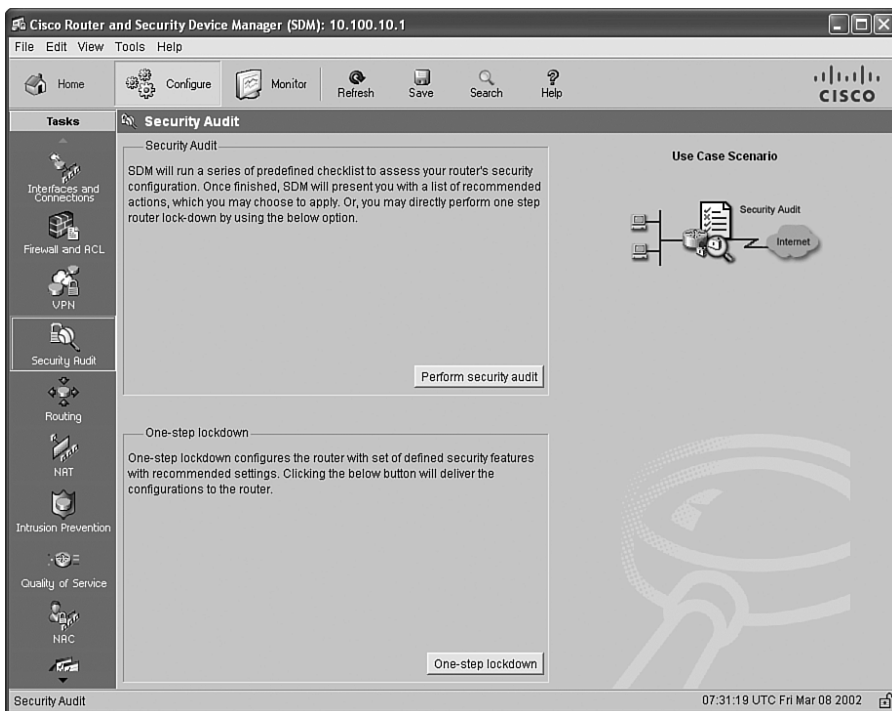 Cisco Router and Security Device Manager (SDM): 10.100.10.1
File Edit View Tools Help
Home
Configure
Monitor
Refresh
Save
Search
Help
CISCO
Tasks
Security Audit
Interfaces and
Connections
Firewall and ACL
VPN
Security Audit
Routing
NAT
Intrusion Prevention
Quality of Service
NAC
Security Audit
SDM will run a series of predefined checklist to assess your router's security
configuration. Once finished, SDM will present you with a list of recommended
actions, which you may choose to apply. Or, you may directly perform one step
router lock-down by using the below option.
Perform security audit
One-step lockdown
One-step lockdown configures the router with set of defined security features
with recommended settings. Clicking the below button will deliver the
configurations to the router.
One-step lockdown
Use Case Scenario
Security Audit
Internet
Security Audit
07:31:19 UTC Fri Mar 08 2002